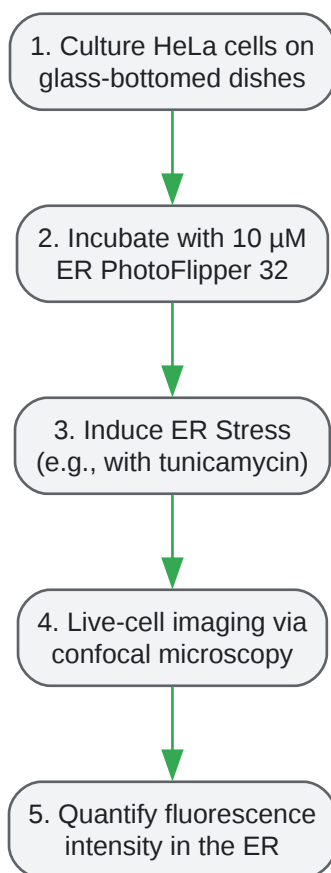 1. Culture HeLa cells on
glass-bottomed dishes
2. Incubate with 10 µM
ER PhotoFlipper 32
3. Induce ER Stress
(e.g., with tunicamycin)
4. Live-cell imaging via
confocal microscopy
5. Quantify fluorescence
intensity in the ER